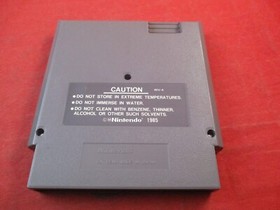 CAUTION
●DO NOT STORE IN EXTREME TEMPERATURES.
●DO NOT IMMERSE IN WATER.
●DO NOT CLEAN WITH BENZENE, THINNER,
ALCOHOL OR OTHER SUCH SOLVENTS.
©Nintendo 1985